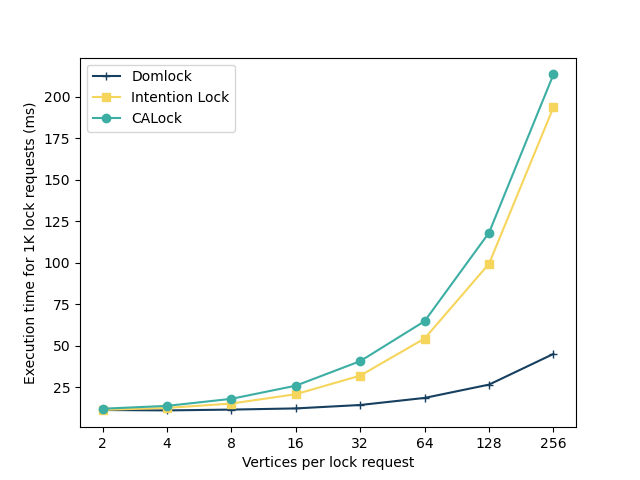 Domlock
Intention Lock
CALock
Execution time for 1K lock requests (ms)
200
175
150
125
100
75
50
25
2 4 8 16 32 64 128 256
Vertices per lock request